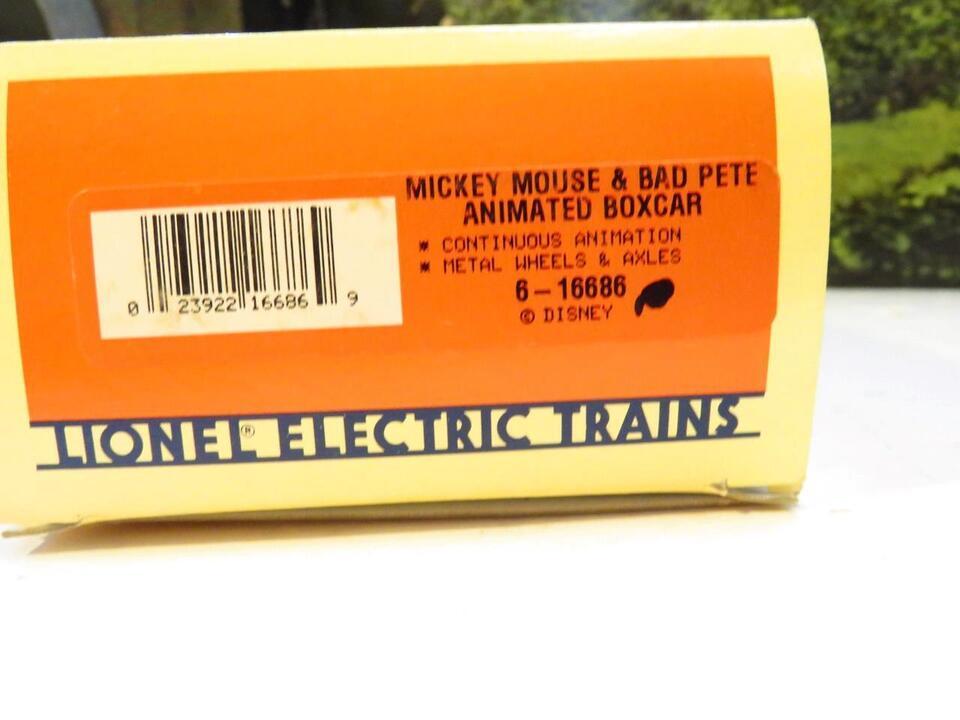 MICKEY MOUSE & BAD PETE
ANIMATED BOXCAR
* CONTINUOUS ANIMATION
* METAL WHEELS & AXLES
6-16686
© DISNEY
0 23922 16686 9
LIONEL® ELECTRIC TRAINS